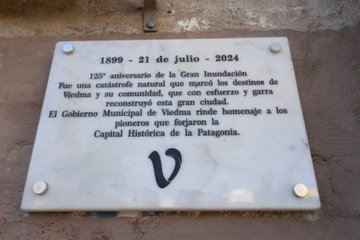 1899 - 21 de julio - 2024
125° aniversario de la Gran Inundación
Fue una catástrofe natural que marcó los destinos de
Viedma y su comunidad, que con esfuerzo y garra
reconstruyó esta gran ciudad.
El Gobierno Municipal de Viedma rinde homenaje a los
pioneros que forjaron la
Capital Histórica de la Patagonia.
V